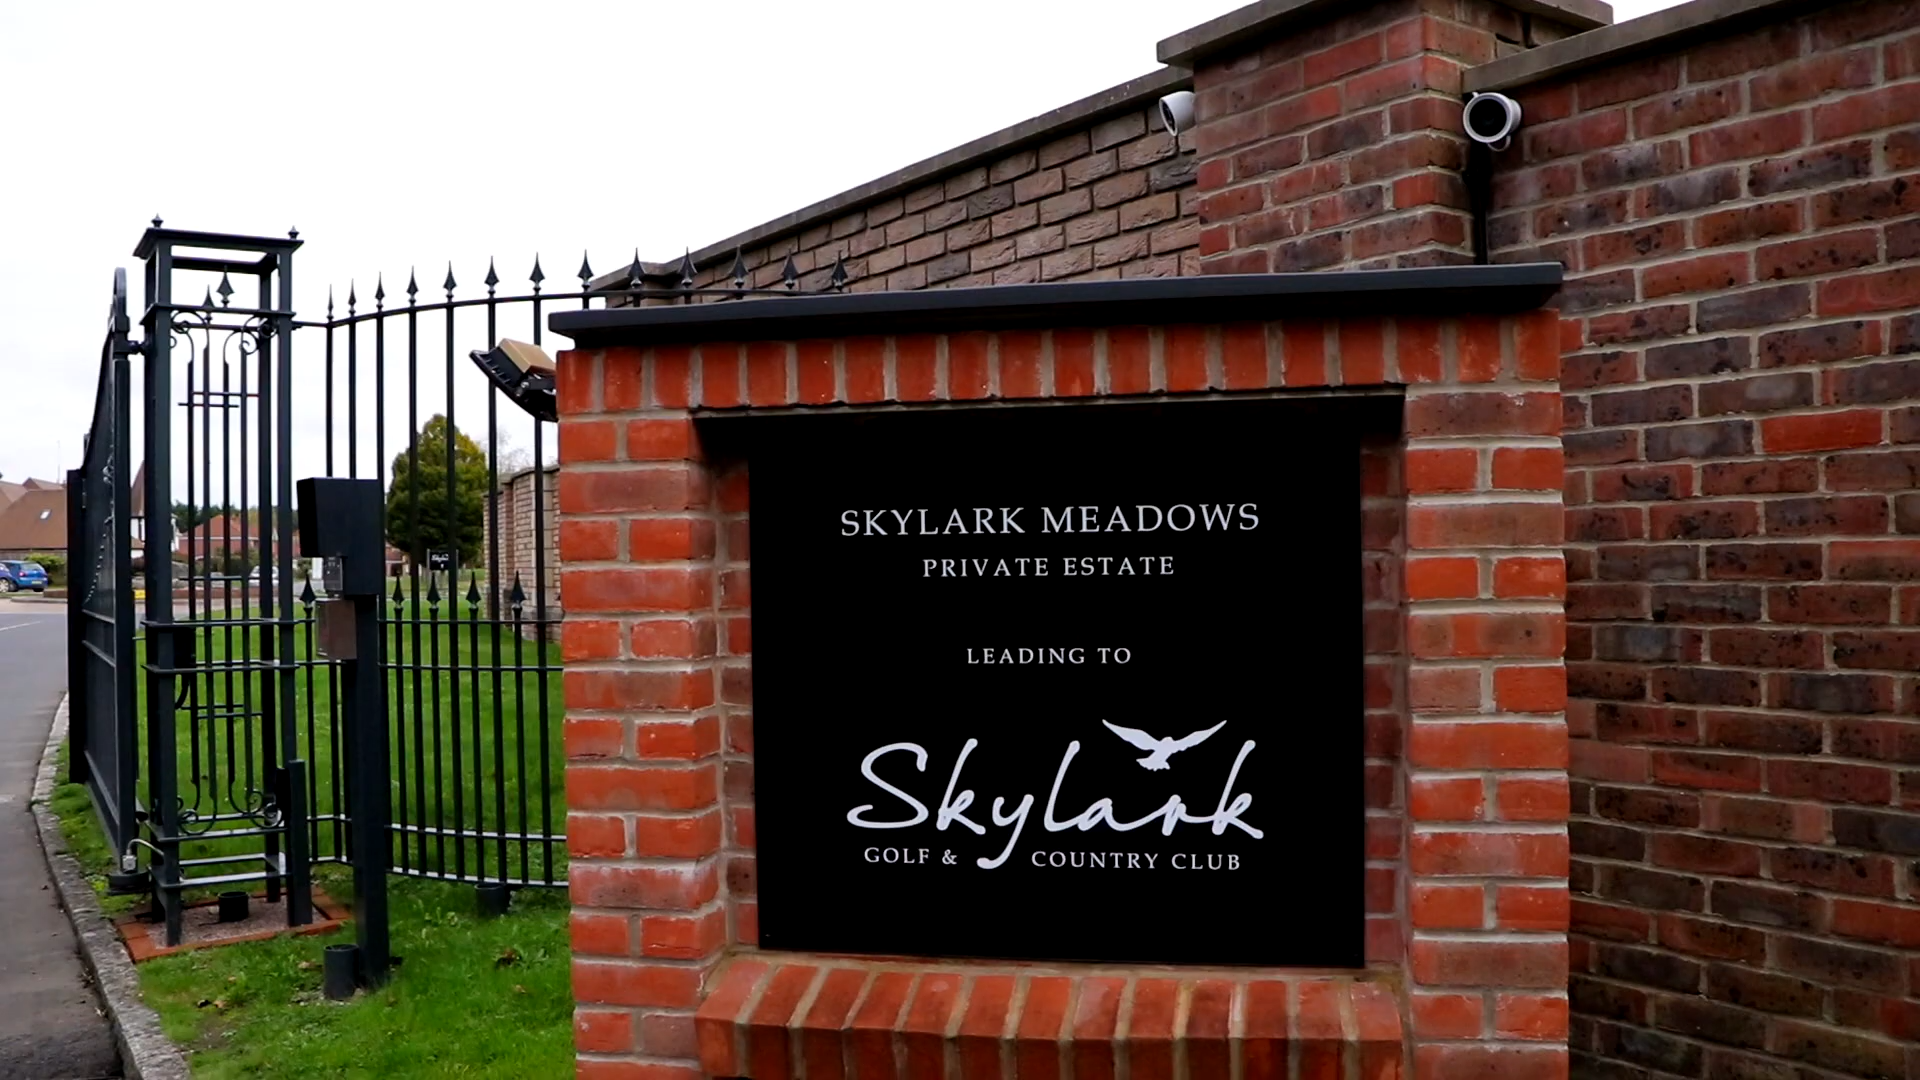 SKYLARK MEADOWS
PRIVATE ESTATE
LEADING TO
Skylark
GOLF & COUNTRY CLUB